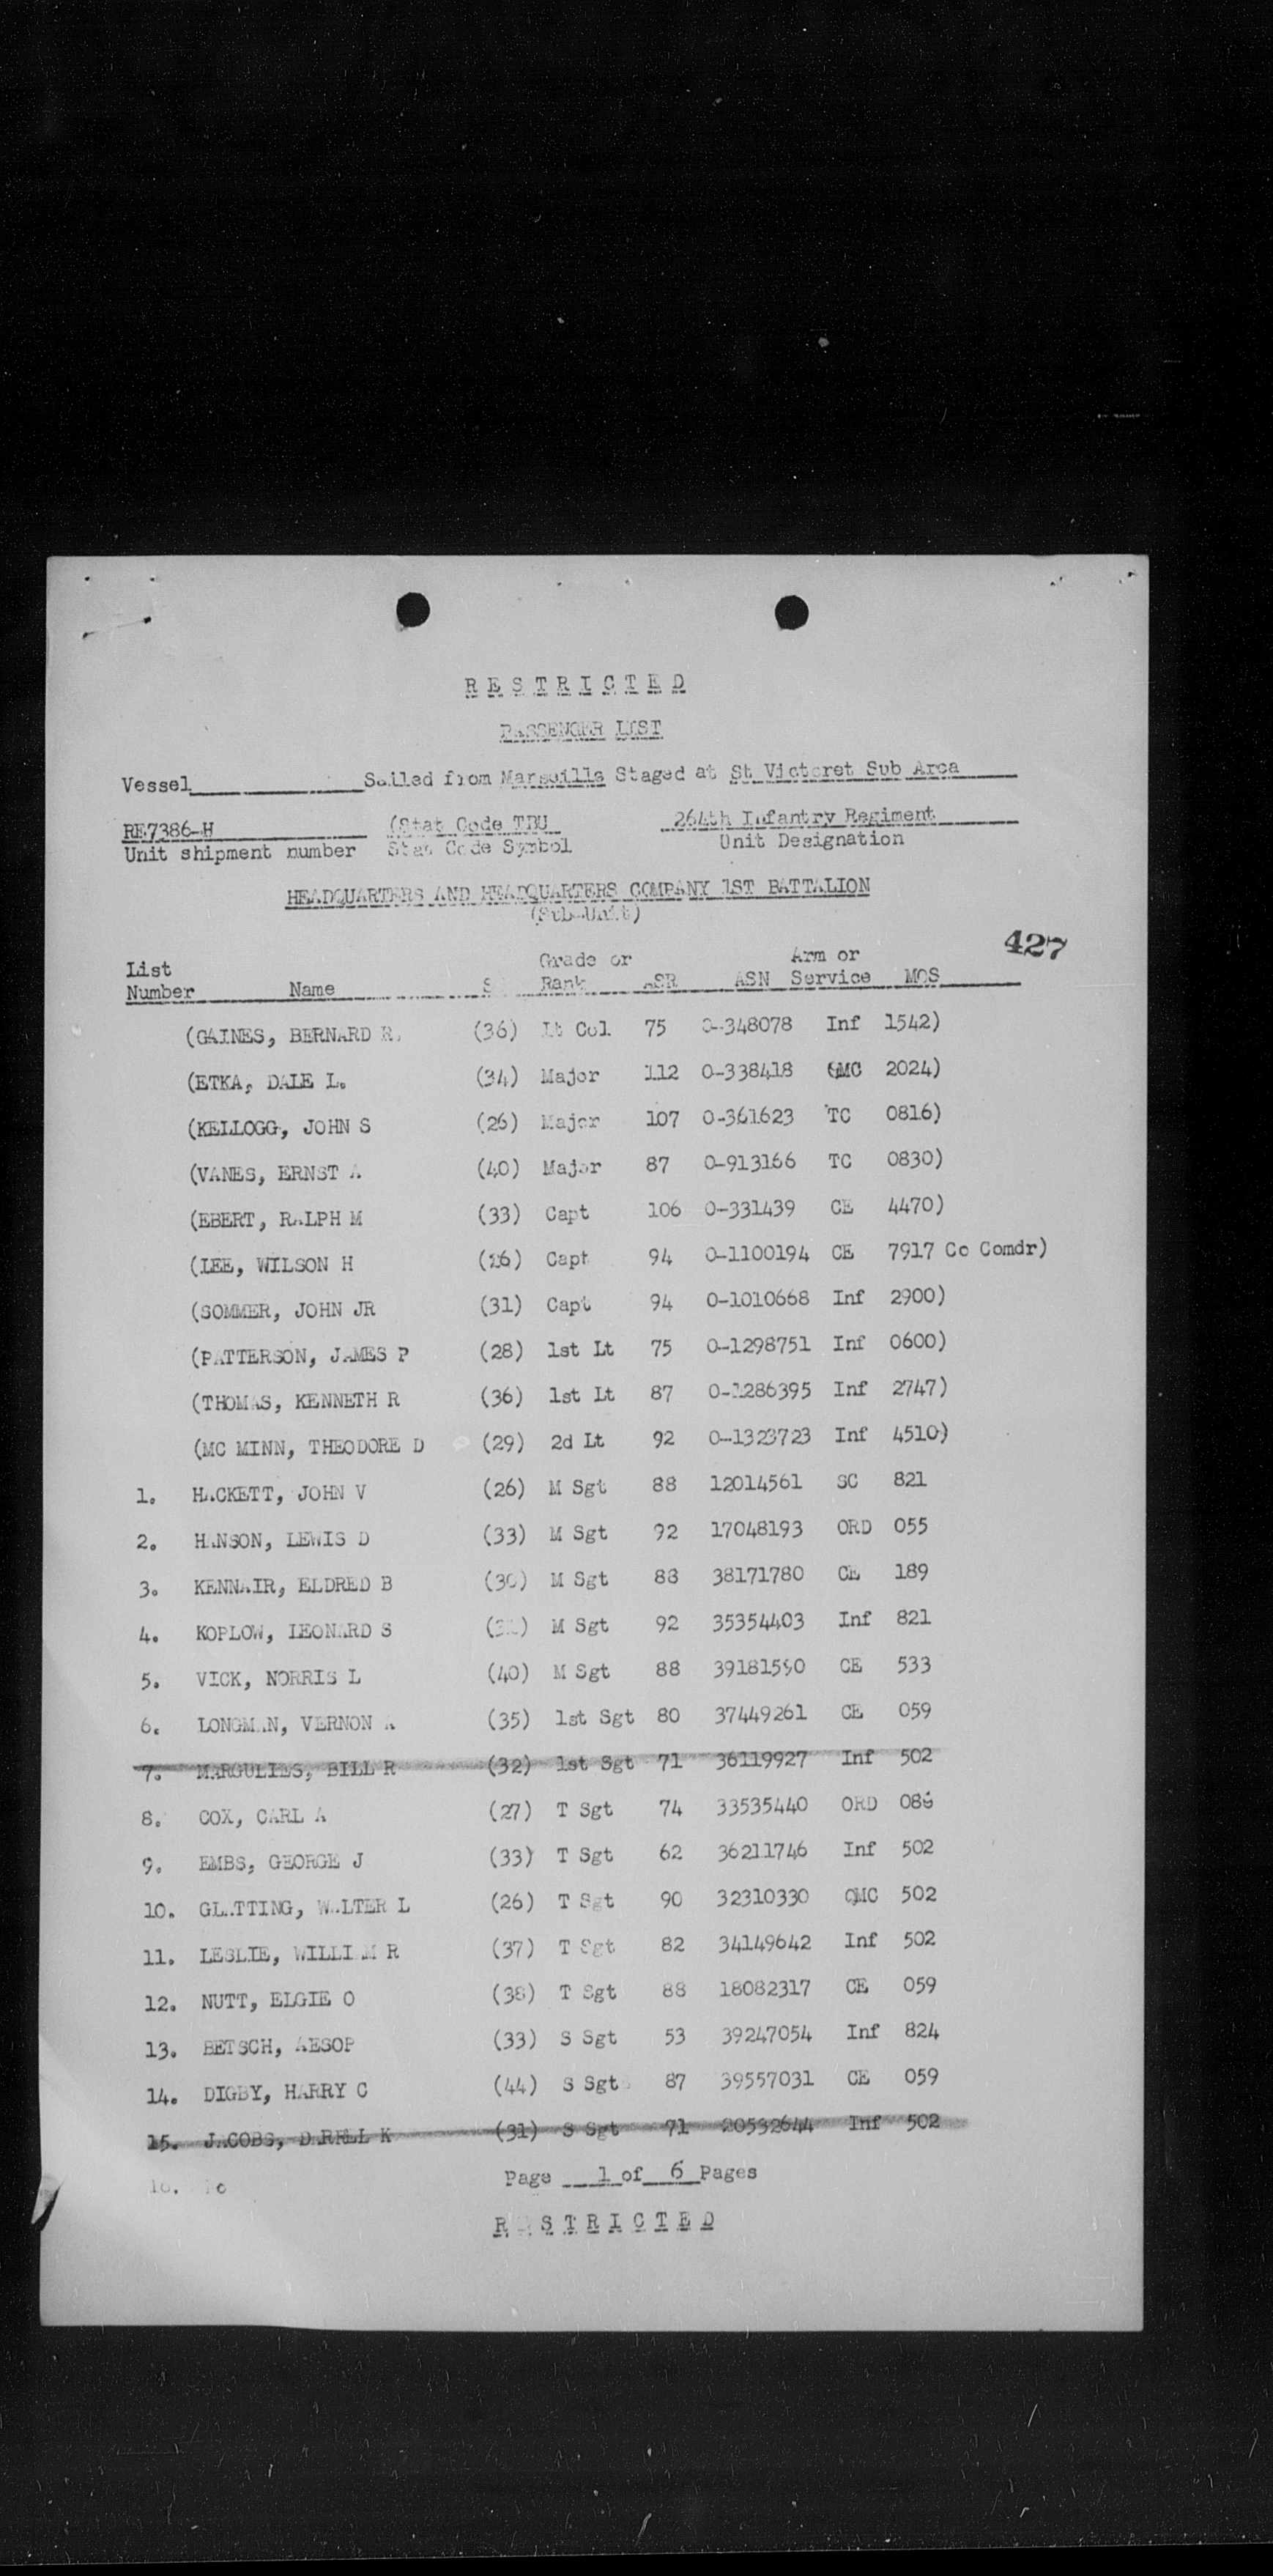 RESTRICTED
PASSENGER LIST
Vessel Sailed from Marseille Staged at St Victoret Sub Area
RE7386-H (Stat Code TBU 264th Infantry Regiment
Unit shipment number Stat Code Symbol Unit Designation
HEADQUARTERS AND HEADQUARTERS COMPANY 1ST BATTALION
(Sub-Unit)
427
List Grade or Arm or
Number Name Rank ASR ASN Service MOS
(GAINES, BERNARD R. (36) Lt Col 75 O-348078 Inf 1542)
(ETKA, DALE L. (34) Major 112 O-338418 QMC 2024)
(KELLOGG, JOHN S (26) Major 107 O-361623 TC 0816)
(VANES, ERNST A (40) Major 87 O-913166 TC 0830)
(EBERT, RALPH M (33) Capt 106 O-331439 CE 4470)
(LEE, WILSON H (26) Capt 94 O-1100194 CE 7917 Co Comdr)
(SOMMER, JOHN JR (31) Capt 94 O-1010668 Inf 2900)
(PATTERSON, JAMES P (28) 1st Lt 75 O-1298751 Inf 0600)
(THOMAS, KENNETH R (36) 1st Lt 87 O-1286395 Inf 2747)
(MC MINN, THEODORE D (29) 2d Lt 92 O-1323723 Inf 4510)
1. HACKETT, JOHN V (26) M Sgt 88 12014561 SC 821
2. HANSON, LEWIS D (33) M Sgt 92 17048193 ORD 055
3. KENNAIR, ELDRED B (30) M Sgt 88 38171780 CE 189
4. KOPLOW, LEONARD S M Sgt 92 35354403 Inf 821
5. VICK, NORRIS L (40) M Sgt 88 39181590 CE 533
6. LONGMAN, VERNON A (35) 1st Sgt 80 37449261 CE 059
7. MARGULIES, BILL R (32) 1st Sgt 71 36119927 Inf 502
8. COX, CARL A (27) T Sgt 74 33535440 ORD 086
9. EMBS, GEORGE J (33) T Sgt 62 36211746 Inf 502
10. GLATTING, WALTER L (26) T Sgt 90 32310330 QMC 502
11. LESLIE, WILLIAM R (37) T Sgt 82 34149642 Inf 502
12. NUTT, ELGIE O (38) T Sgt 88 18082317 CE 059
13. BETSCH, AESOP (33) S Sgt 53 39247054 Inf 824
14. DIGBY, HARRY C (44) S Sgt 87 39557031 CE 059
15. JACOBS, DARRELL K (31) S Sgt 71 20532644 Inf 502
Page 1 of 6 Pages
RESTRICTED